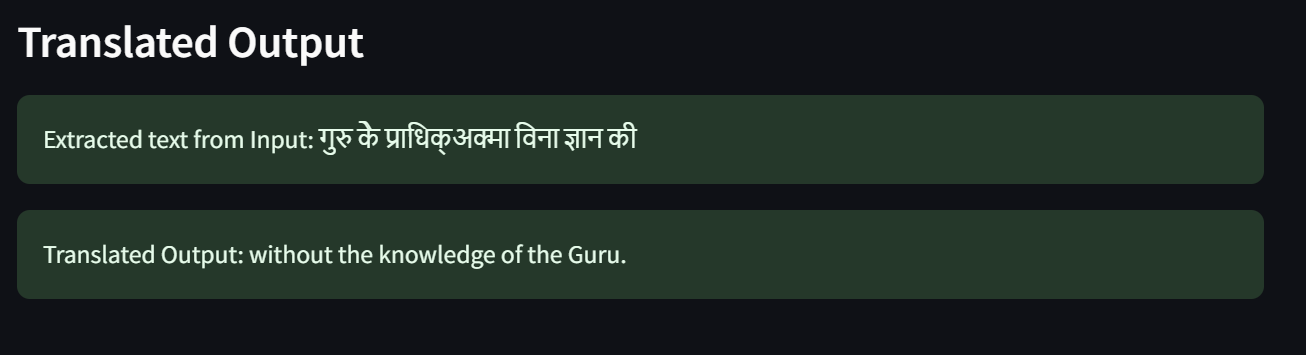 Translated Output
Extracted text from Input: गुरु केे प्राधिक्अक्मा विना ज्ञान की
Translated Output: without the knowledge of the Guru.